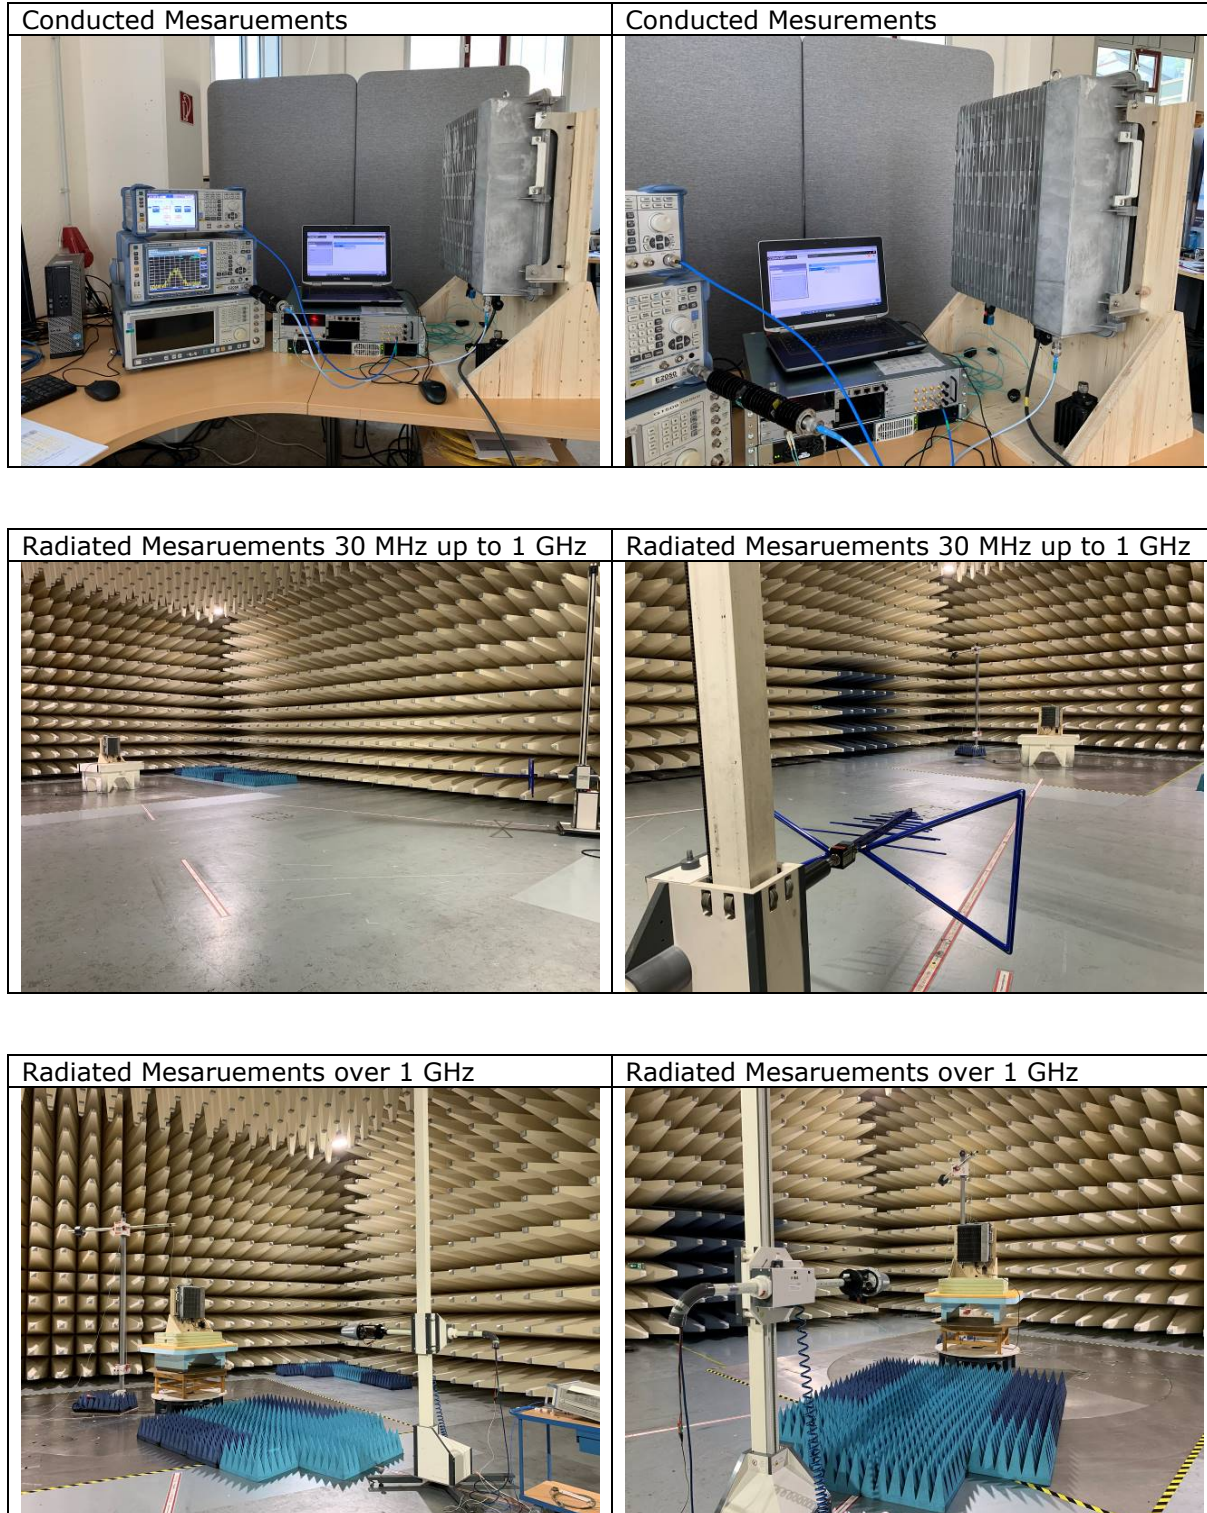 Conducted Mesaruements
Conducted Mesurements
Radiated Mesaruements 30 MHz up to 1 GHz
Radiated Mesaruements 30 MHz up to 1 GHz
Radiated Mesaruements over 1 GHz
Radiated Mesaruements over 1 GHz